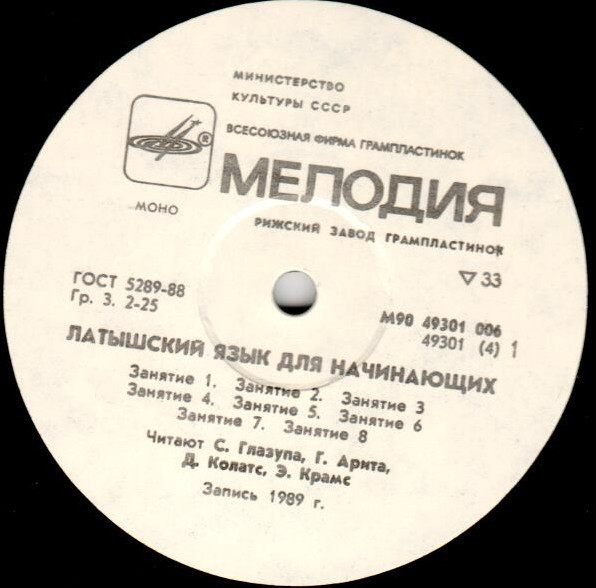 МИНИСТЕРСТВО
КУЛЬТУРЫ СССР
ВСЕСОЮЗНАЯ ФИРМА ГРАМПЛАСТИНОК
®
МЕЛОДИЯ
МОНО
РИЖСКИЙ ЗАВОД ГРАМПЛАСТИНОК
▽33
ГОСТ 5289-88
Гр. 3. 2-25
М90 49301 006
49301 (4) 1
ЛАТЫШСКИЙ ЯЗЫК ДЛЯ НАЧИНАЮЩИХ
Занятие 1. Занятие 2. Занятие 3
Занятие 4. Занятие 5. Занятие 6
Занятие 7. Занятие 8
Читают С. Глазупа, Г. Арита,
Д. Колатс, Э. Крамс
Запись 1989 г.